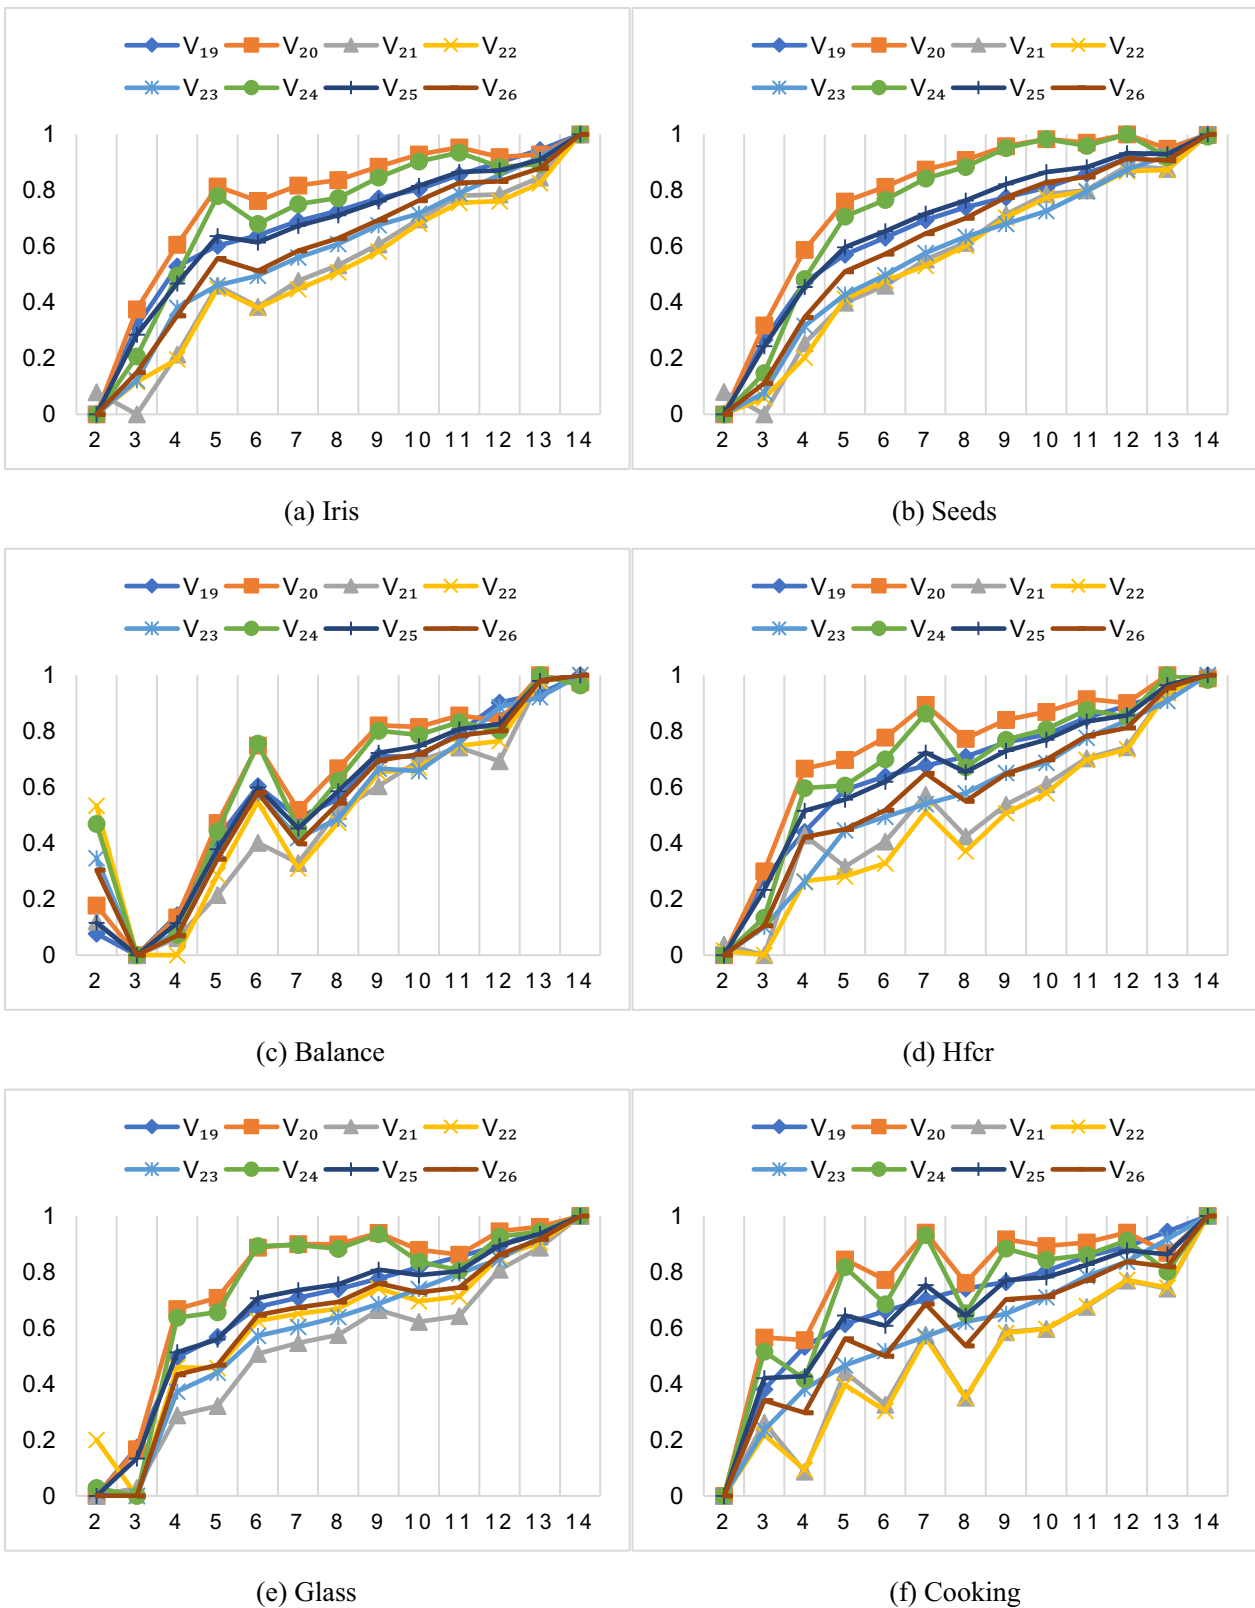 V₁₉ V₂₀ V₂₁ V₂₂
V₂₃ V₂₄ V₂₅ V₂₆
1
0.8
0.6
0.4
0.2
0
2 3 4 5 6 7 8 9 10 11 12 13 14
(a) Iris
V₁₉ V₂₀ V₂₁ V₂₂
V₂₃ V₂₄ V₂₅ V₂₆
1
0.8
0.6
0.4
0.2
0
2 3 4 5 6 7 8 9 10 11 12 13 14
(b) Seeds
V₁₉ V₂₀ V₂₁ V₂₂
V₂₃ V₂₄ V₂₅ V₂₆
1
0.8
0.6
0.4
0.2
0
2 3 4 5 6 7 8 9 10 11 12 13 14
(c) Balance
V₁₉ V₂₀ V₂₁ V₂₂
V₂₃ V₂₄ V₂₅ V₂₆
1
0.8
0.6
0.4
0.2
0
2 3 4 5 6 7 8 9 10 11 12 13 14
(d) Hfcr
V₁₉ V₂₀ V₂₁ V₂₂
V₂₃ V₂₄ V₂₅ V₂₆
1
0.8
0.6
0.4
0.2
0
2 3 4 5 6 7 8 9 10 11 12 13 14
(e) Glass
V₁₉ V₂₀ V₂₁ V₂₂
V₂₃ V₂₄ V₂₅ V₂₆
1
0.8
0.6
0.4
0.2
0
2 3 4 5 6 7 8 9 10 11 12 13 14
(f) Cooking